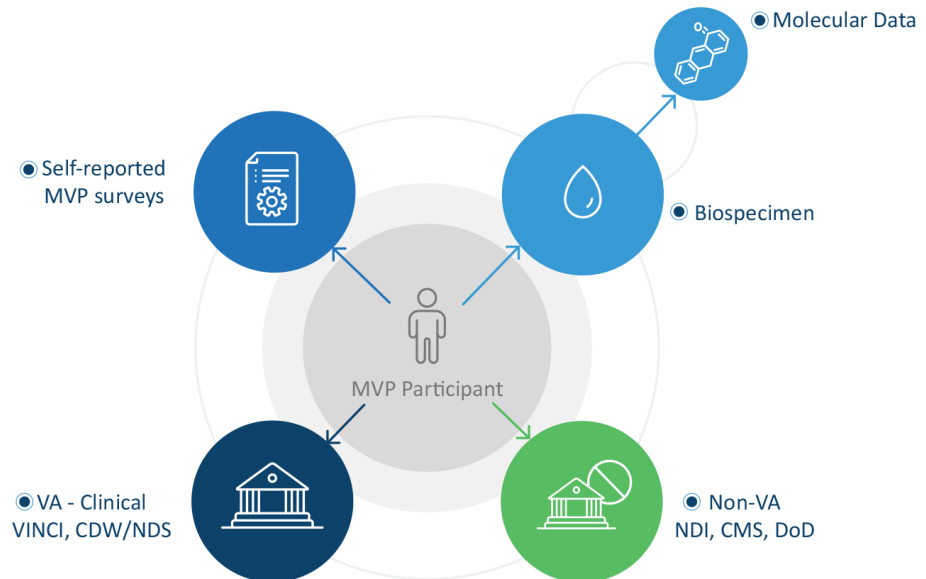 Molecular Data
Self-reported
MVP surveys
Biospecimen
MVP Participant
VA - Clinical
VINCI, CDW/NDS
Non-VA
NDI, CMS, DoD